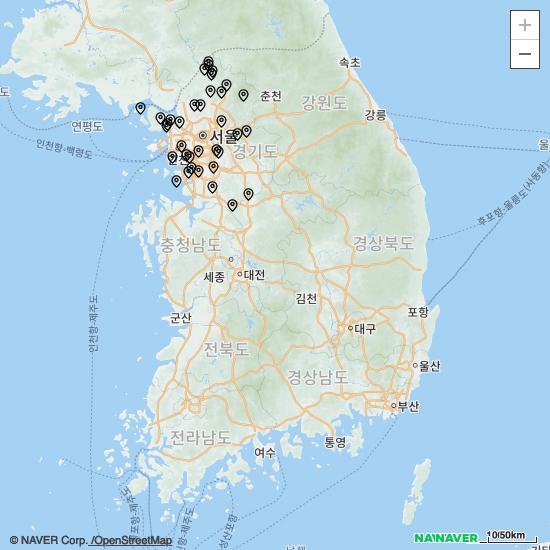 +
−
속초
춘천
강원도
강릉
연평도
서울
인천
경기도
인천항-백령도
울
후포항-울릉도(사동항)
충청남도
경상북도
세종
대전
인천항-제주도
김천
군산
포항
대구
전북도
울산
경상남도
부산
전라남도
통영
여수
© NAVER Corp. /OpenStreetMap
NAVER
10/50km